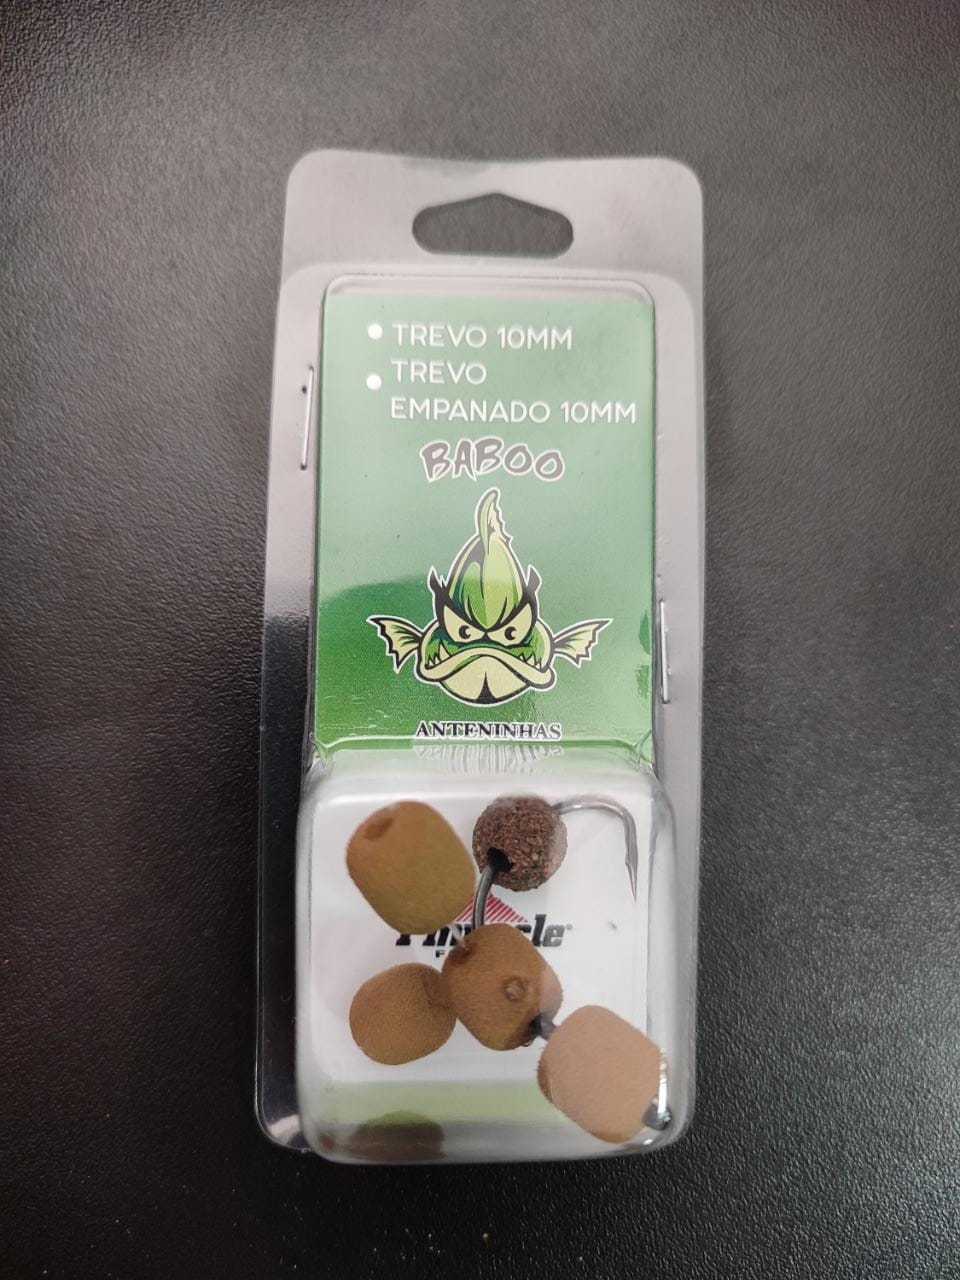 • TREVO 10MM
• TREVO
EMPANADO 10MM
BABOO
ANTENINHAS